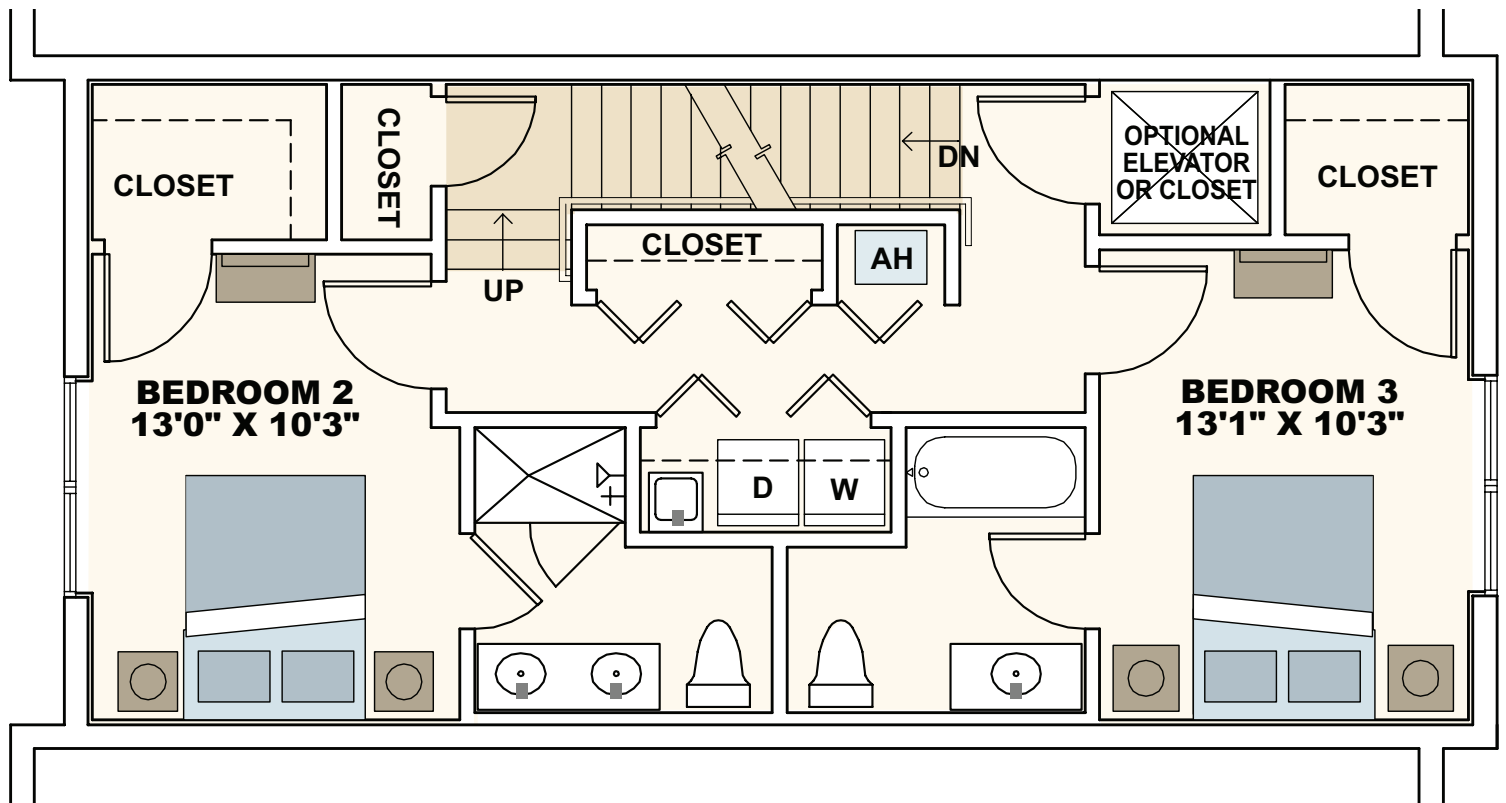 CLOSET
CLOSET
UP
DN
CLOSET
AH
OPTIONAL
ELEVATOR
OR CLOSET
CLOSET
BEDROOM 2
13'0" X 10'3"
D
W
BEDROOM 3
13'1" X 10'3"